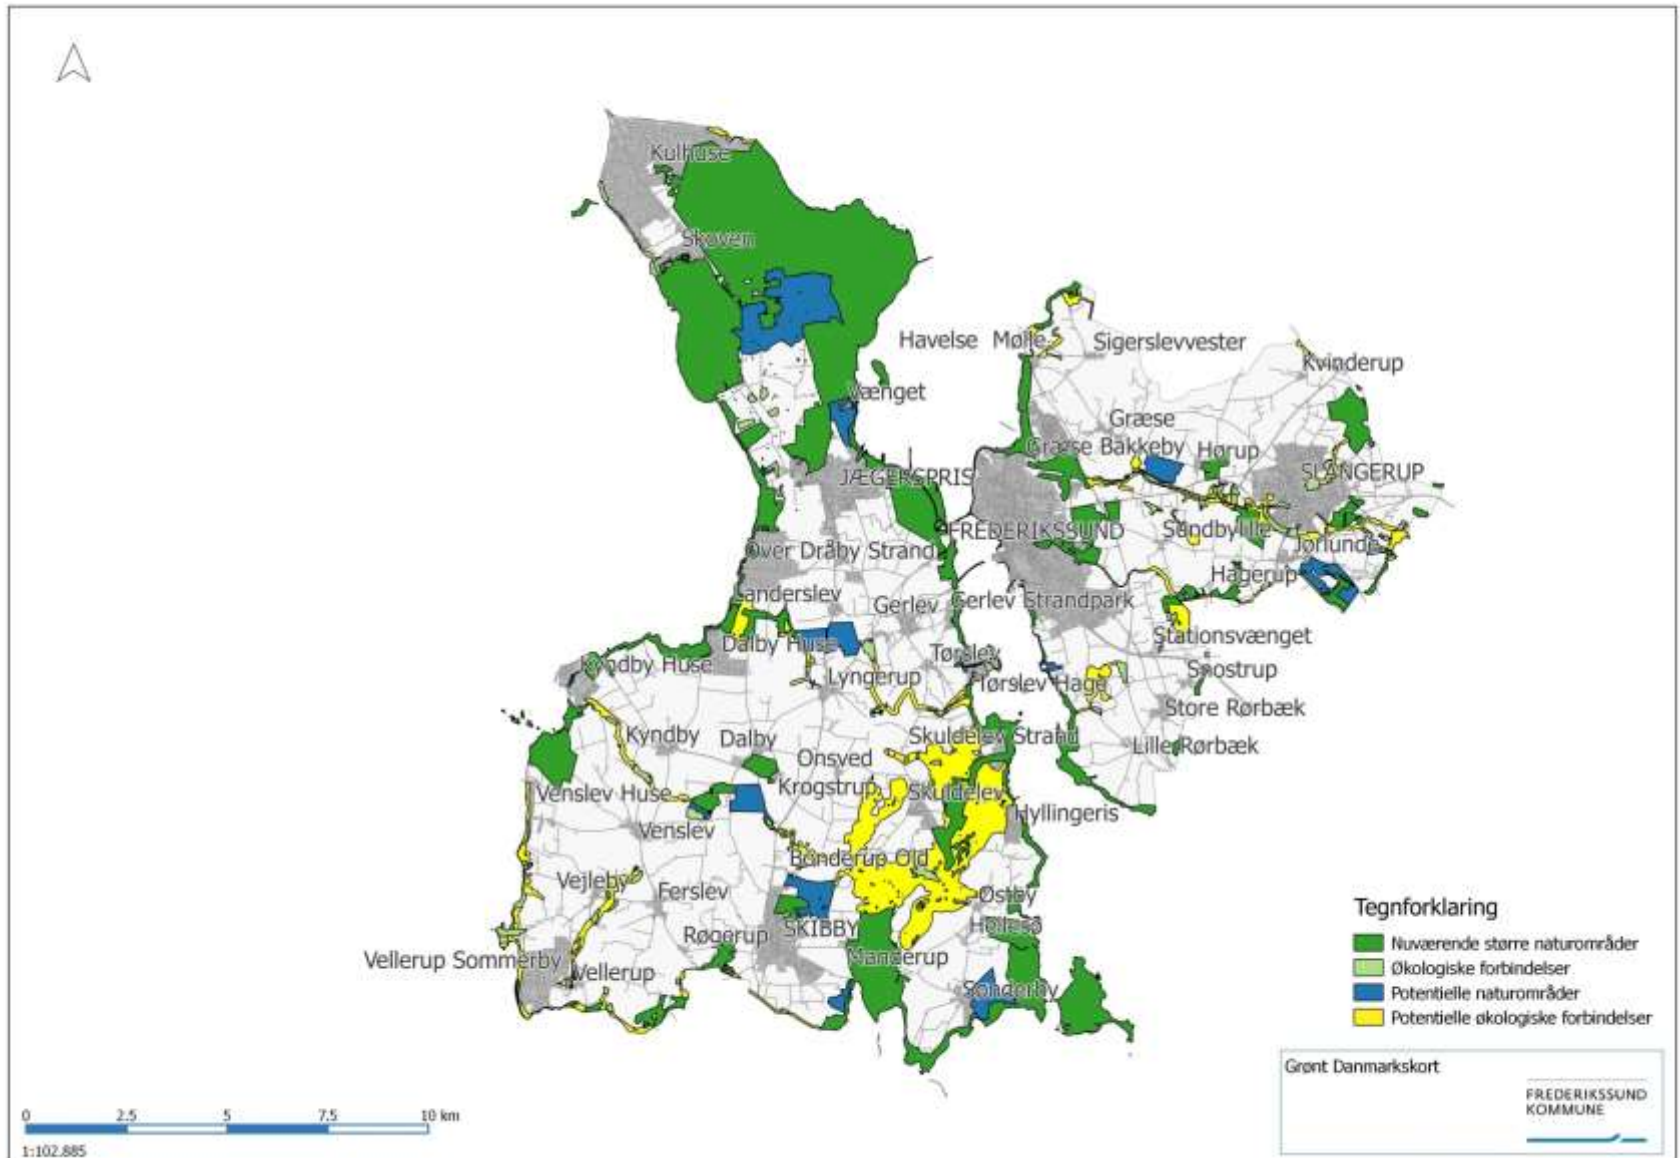 Kulhuse
Skoven
Havelse Mølle
Sigerslevvester
Kvinderup
Vænget
Græse
Græse Bakkeby
Hørup
SLANGERUP
JÆGERSPRIS
FREDERIKSSUND
Sundbylille
Jørlunde
Over Dråby Strand
Hagerup
Landerslev
Gerlev
Gerlev Strandpark
Stationsvænget
Dalby Huse
Tørslev
Kyndby Huse
Lyngerup
Tørslev Hage
Snostrup
Store Rørbæk
Kyndby
Dalby
Skuldelev Strand
Lille Rørbæk
Onsved
Venslev Huse
Krogstrup
Skuldelev
Hyllingeris
Venslev
Bonderup Old
Vejleby
Ferslev
Østby
SKIBBY
Røgerup
Manderup
Vellerup Sommerby
Vellerup
Sønderby
Tegnforklaring
Nuværende større naturområder
Økologiske forbindelser
Potentielle naturområder
Potentielle økologiske forbindelser
Grønt Danmarkskort
FREDERIKSSUND
KOMMUNE
0 2.5 5 7.5 10 km
1:102.885